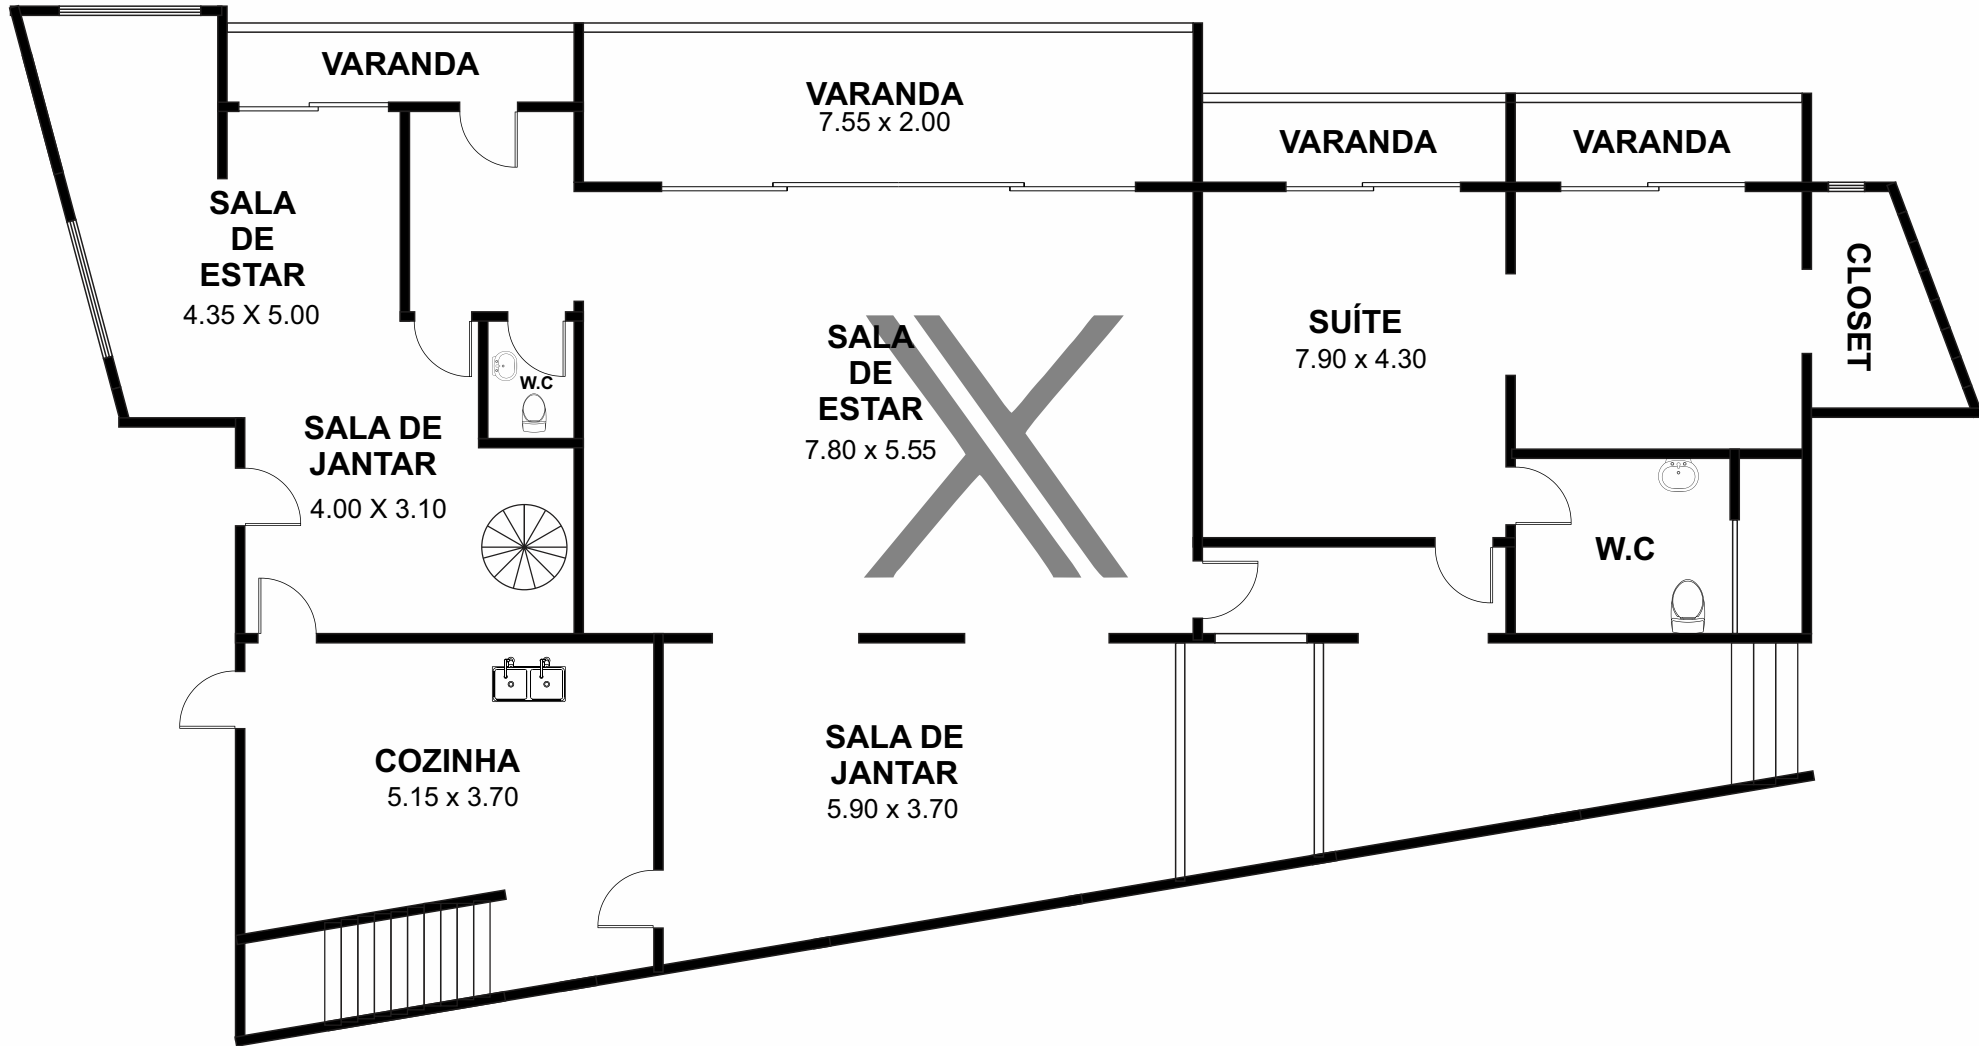 VARANDA
VARANDA
7.55 x 2.00
VARANDA
VARANDA
SALA
DE
ESTAR
4.35 X 5.00
W.C
SALA DE
JANTAR
4.00 X 3.10
SALA
DE
ESTAR
7.80 x 5.55
SUÍTE
7.90 x 4.30
CLOSET
W.C
COZINHA
5.15 x 3.70
SALA DE
JANTAR
5.90 x 3.70